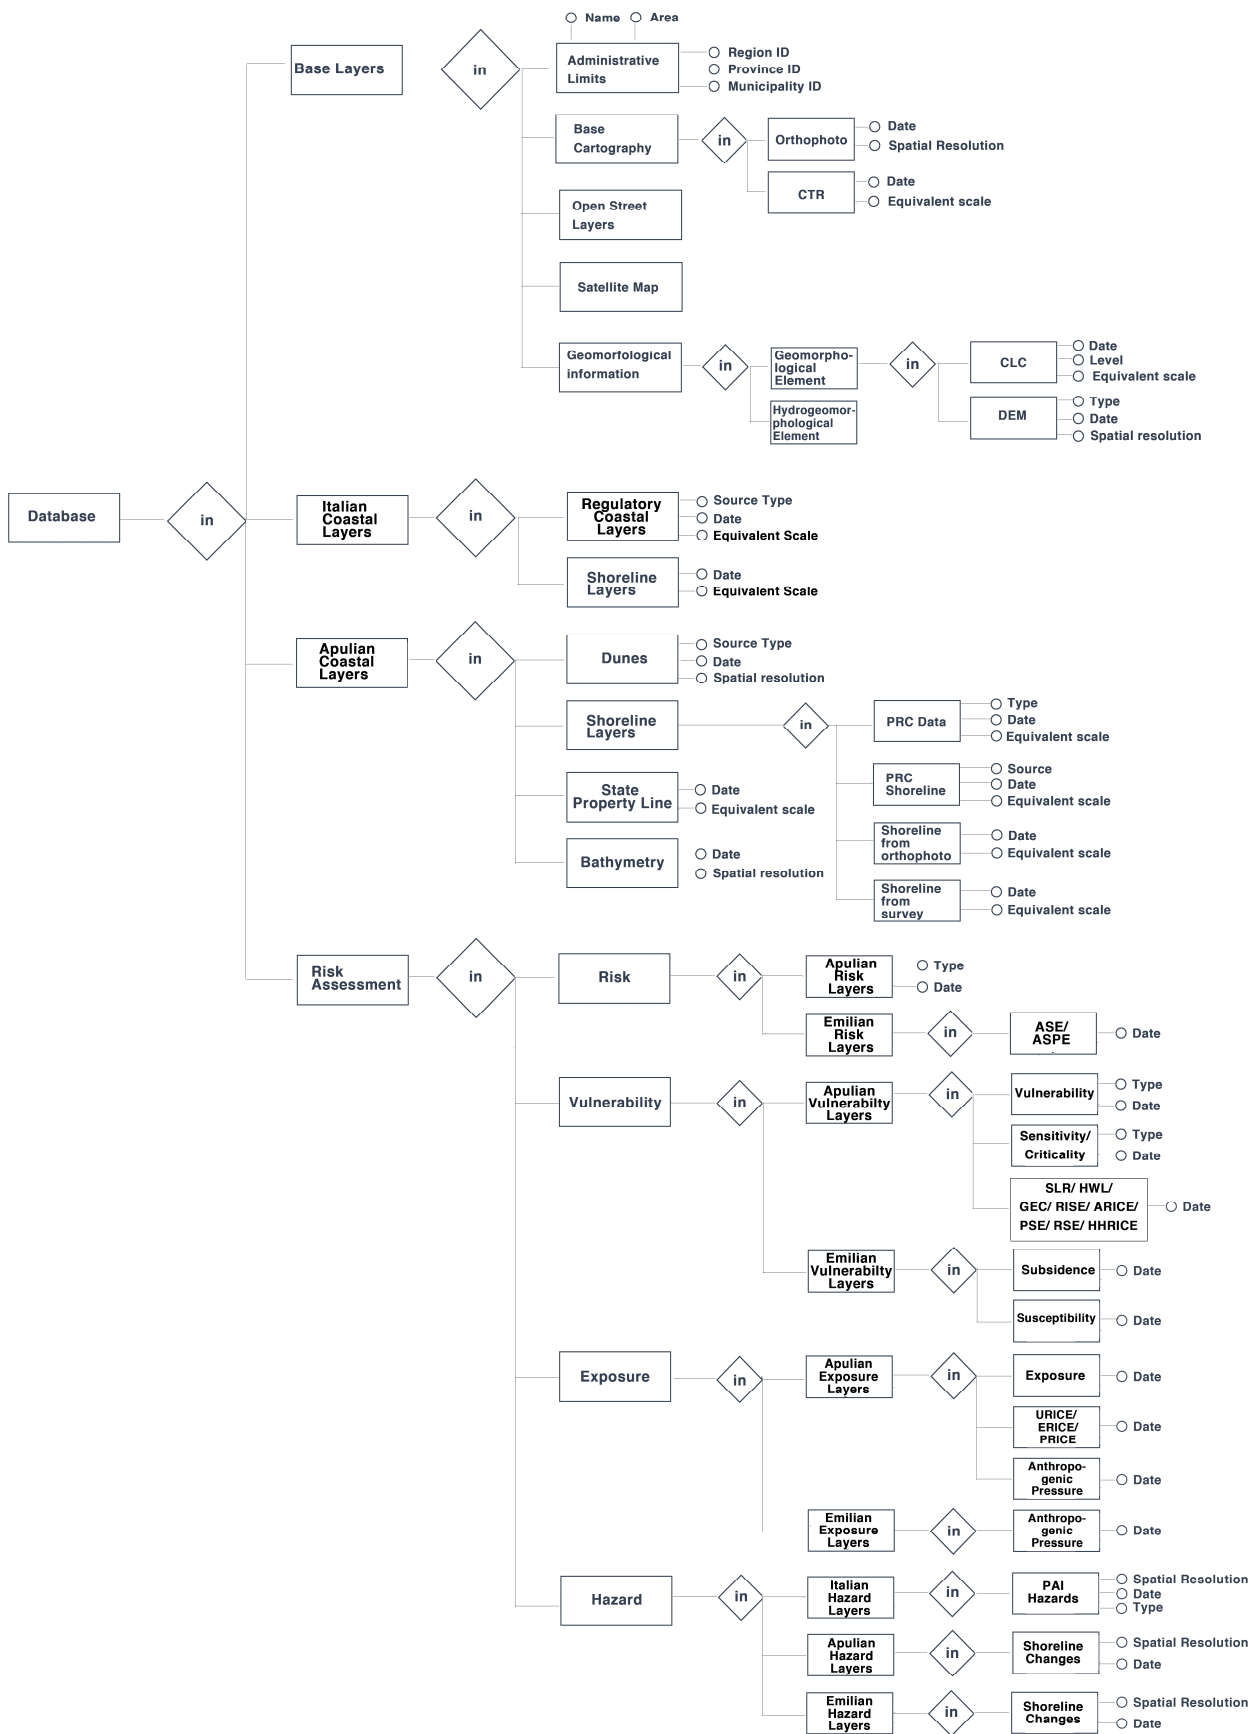 Name
Area
Base Layers
in
Administrative
Limits
Region ID
Province ID
Municipality ID
Base
Cartography
in
Orthophoto
Date
Spatial Resolution
CTR
Date
Equivalent scale
Open Street
Layers
Satellite Map
Geomorfological
information
in
Geomorpho-
logical
Element
in
CLC
Date
Level
Equivalent scale
Hydrogeomor-
phological
Element
DEM
Type
Date
Spatial resolution
Database
in
Italian
Coastal
Layers
in
Regulatory
Coastal
Layers
Source Type
Date
Equivalent Scale
Shoreline
Layers
Date
Equivalent Scale
Apulian
Coastal
Layers
in
Dunes
Source Type
Date
Spatial resolution
Shoreline
Layers
in
PRC Data
Type
Date
Equivalent scale
PRC
Shoreline
Source
Date
Equivalent scale
State
Property Line
Date
Equivalent scale
Shoreline
from
orthophoto
Date
Equivalent scale
Bathymetry
Date
Spatial resolution
Shoreline
from
survey
Date
Equivalent scale
Risk
Assessment
in
Risk
in
Apulian
Risk
Layers
Type
Date
Emilian
Risk
Layers
in
ASE/
ASPE
Date
Vulnerability
in
Apulian
Vulnerabilty
Layers
in
Vulnerability
Type
Date
Sensitivity/
Criticality
Type
Date
SLR/ HWL/
GEC/ RISE/ ARICE/
PSE/ RSE/ HHRICE
Date
Emilian
Vulnerabilty
Layers
in
Subsidence
Date
Susceptibility
Date
Exposure
in
Apulian
Exposure
Layers
in
Exposure
Date
URICE/
ERICE/
PRICE
Date
Anthropo-
genic
Pressure
Date
Emilian
Exposure
Layers
in
Anthropo-
genic
Pressure
Date
Hazard
in
Italian
Hazard
Layers
in
PAI
Hazards
Spatial Resolution
Date
Type
Apulian
Hazard
Layers
in
Shoreline
Changes
Spatial Resolution
Date
Emilian
Hazard
Layers
in
Shoreline
Changes
Spatial Resolution
Date